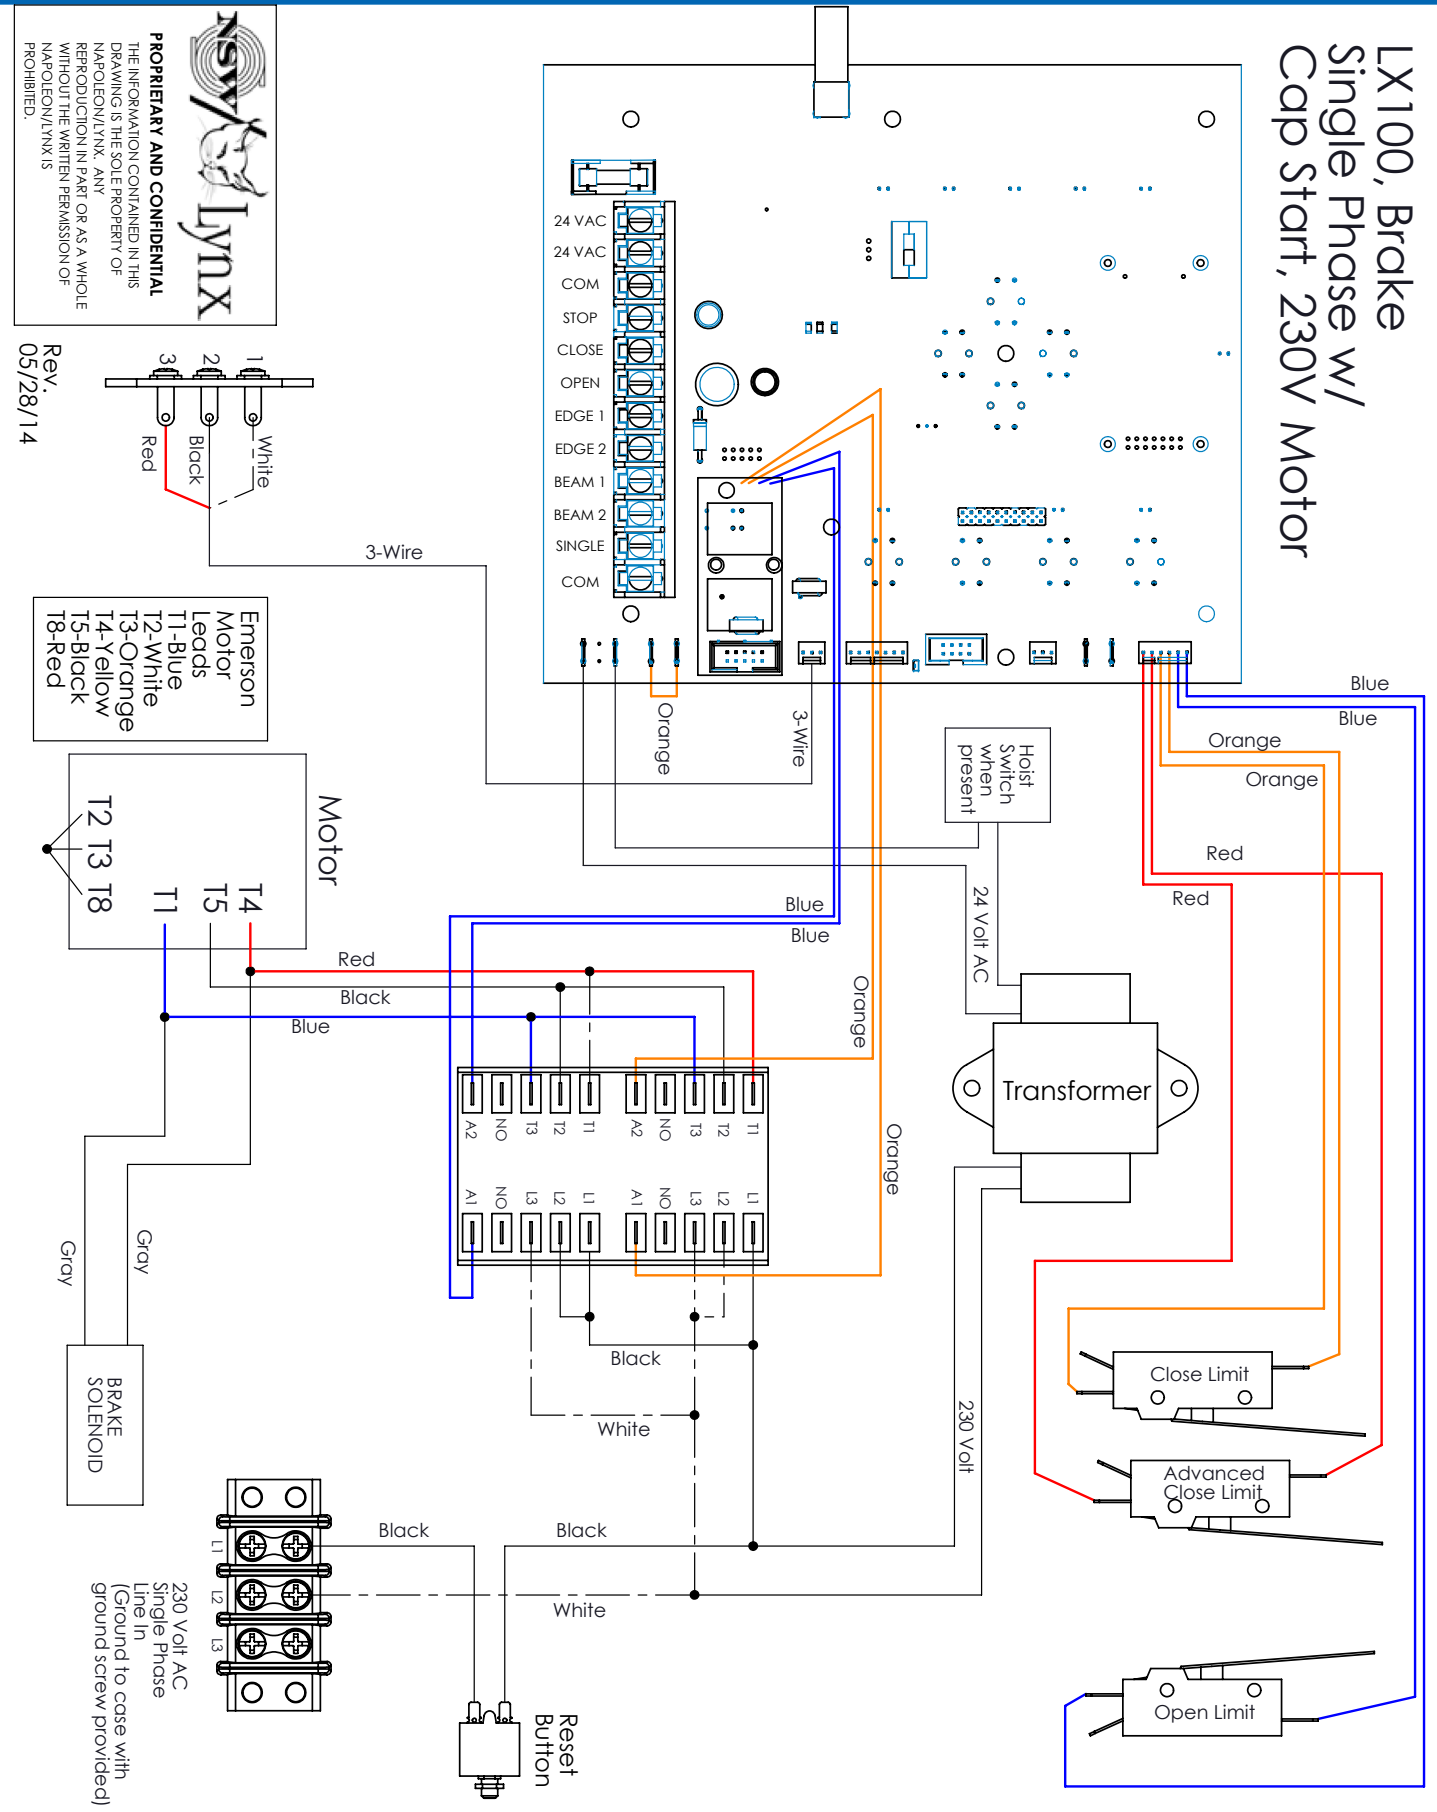 LX100, Brake
Single Phase w/
Cap Start, 230V Motor
NSW
Lynx
PROPRIETARY AND CONFIDENTIAL
THE INFORMATION CONTAINED IN THIS
DRAWING IS THE SOLE PROPERTY OF
NAPOLEON/LYNX. ANY
REPRODUCTION IN PART OR AS A WHOLE
WITHOUT THE WRITTEN PERMISSION OF
NAPOLEON/LYNX IS
PROHIBITED.
Rev.
05/28/14
24 VAC
24 VAC
COM
STOP
CLOSE
OPEN
EDGE 1
EDGE 2
BEAM 1
BEAM 2
SINGLE
COM
1
2
3
White
Black
Red
3-Wire
3-Wire
Orange
Emerson
Motor
Leads
T1-Blue
T2-White
T3-Orange
T4-Yellow
T5-Black
T8-Red
Motor
T2 T3 T8
T1
T5
T4
Hoist
Switch
when
present
24 Volt AC
Blue
Blue
Orange
Orange
Red
Red
Blue
Blue
Orange
Orange
Red
Black
Blue
Transformer
A2
NO
T3
T2
T1
A2
NO
T3
T2
T1
A1
NO
L3
L2
L1
A1
NO
L3
L2
L1
Gray
Gray
BRAKE
SOLENOID
Black
White
230 Volt
Close Limit
Advanced
Close Limit
Open Limit
Black
Black
White
L1
L2
L3
230 Volt AC
Single Phase
Line In
(Ground to case with
ground screw provided)
Reset
Button